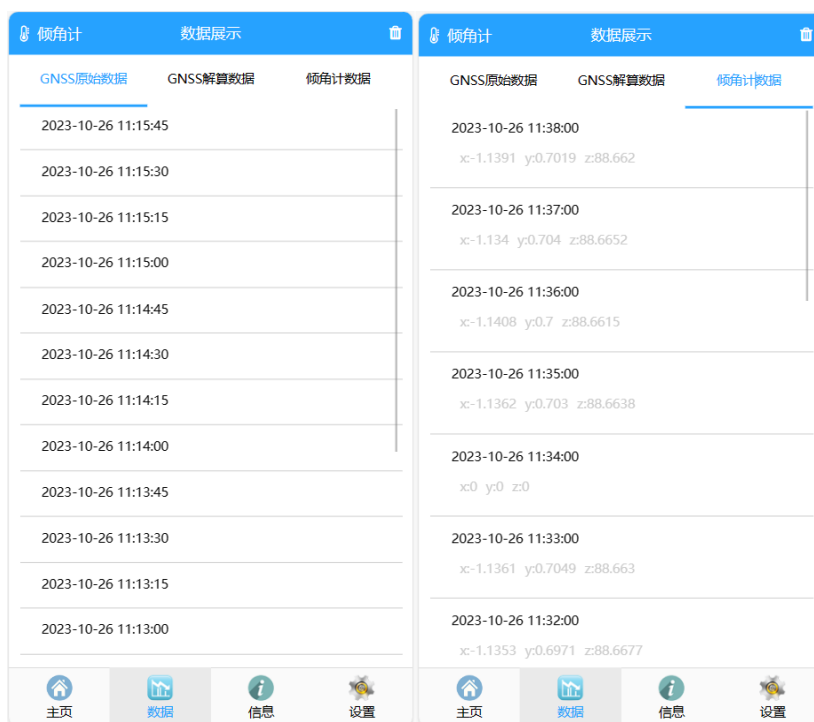 倾角计 数据展示
GNSS原始数据 GNSS解算数据 倾角计数据
2023-10-26 11:15:45
2023-10-26 11:15:30
2023-10-26 11:15:15
2023-10-26 11:15:00
2023-10-26 11:14:45
2023-10-26 11:14:30
2023-10-26 11:14:15
2023-10-26 11:14:00
2023-10-26 11:13:45
2023-10-26 11:13:30
2023-10-26 11:13:15
2023-10-26 11:13:00
主页 数据 信息 设置
倾角计 数据展示
GNSS原始数据 GNSS解算数据 倾角计数据
2023-10-26 11:38:00
x:-1.1391 y:0.7019 z:88.662
2023-10-26 11:37:00
x:-1.134 y:0.704 z:88.6652
2023-10-26 11:36:00
x:-1.1408 y:0.7 z:88.6615
2023-10-26 11:35:00
x:-1.1362 y:0.703 z:88.6638
2023-10-26 11:34:00
x:0 y:0 z:0
2023-10-26 11:33:00
x:-1.1361 y:0.7049 z:88.663
2023-10-26 11:32:00
x:-1.1353 y:0.6971 z:88.6677
主页 数据 信息 设置